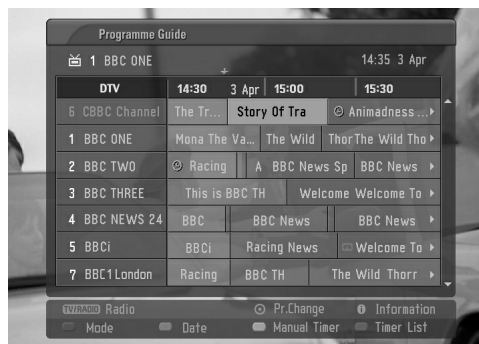 Programme Guide
1 BBC ONE 14:35 3 Apr
DTV 14:30 3 Apr 15:00 15:30
6 CBBC Channel The Tr... Story Of Tra Animadness ...
1 BBC ONE Mona The Va... The Wild Thor The Wild Tho
2 BBC TWO Racing A BBC News Sp BBC News
3 BBC THREE This is BBC TH Welcome Welcome To
4 BBC NEWS 24 BBC BBC News BBC News
5 BBCi BBCi Racing News Welcome To
7 BBC1 London Racing BBC TH The Wild Thorr
TV/RADIO Radio Pr.Change Information
Mode Date Manual Timer Timer List